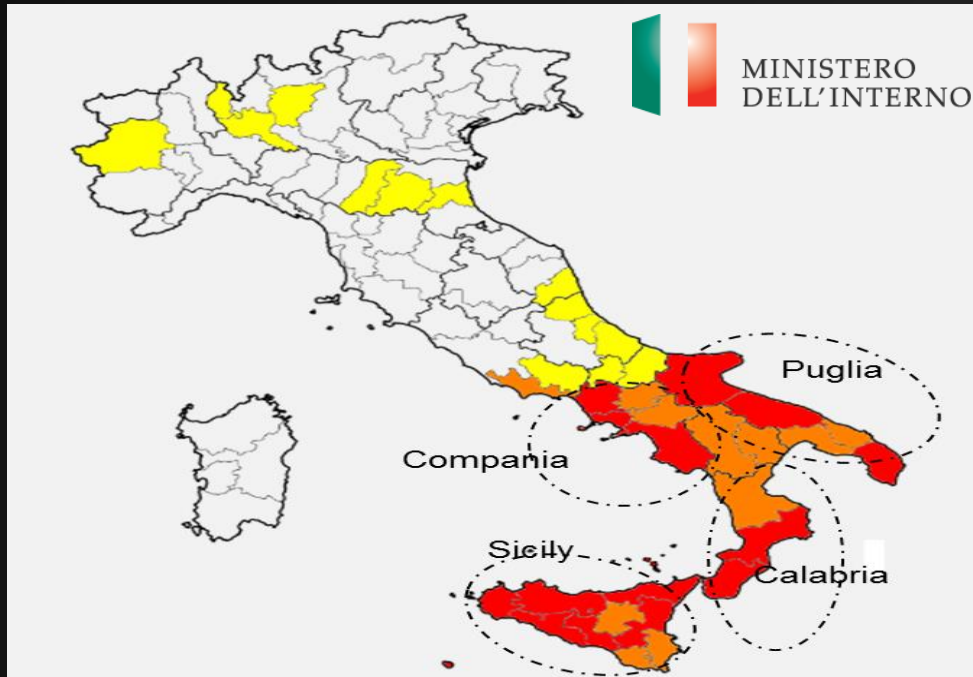 MINISTERO
DELL'INTERNO
Puglia
Compania
Sicily
Calabria